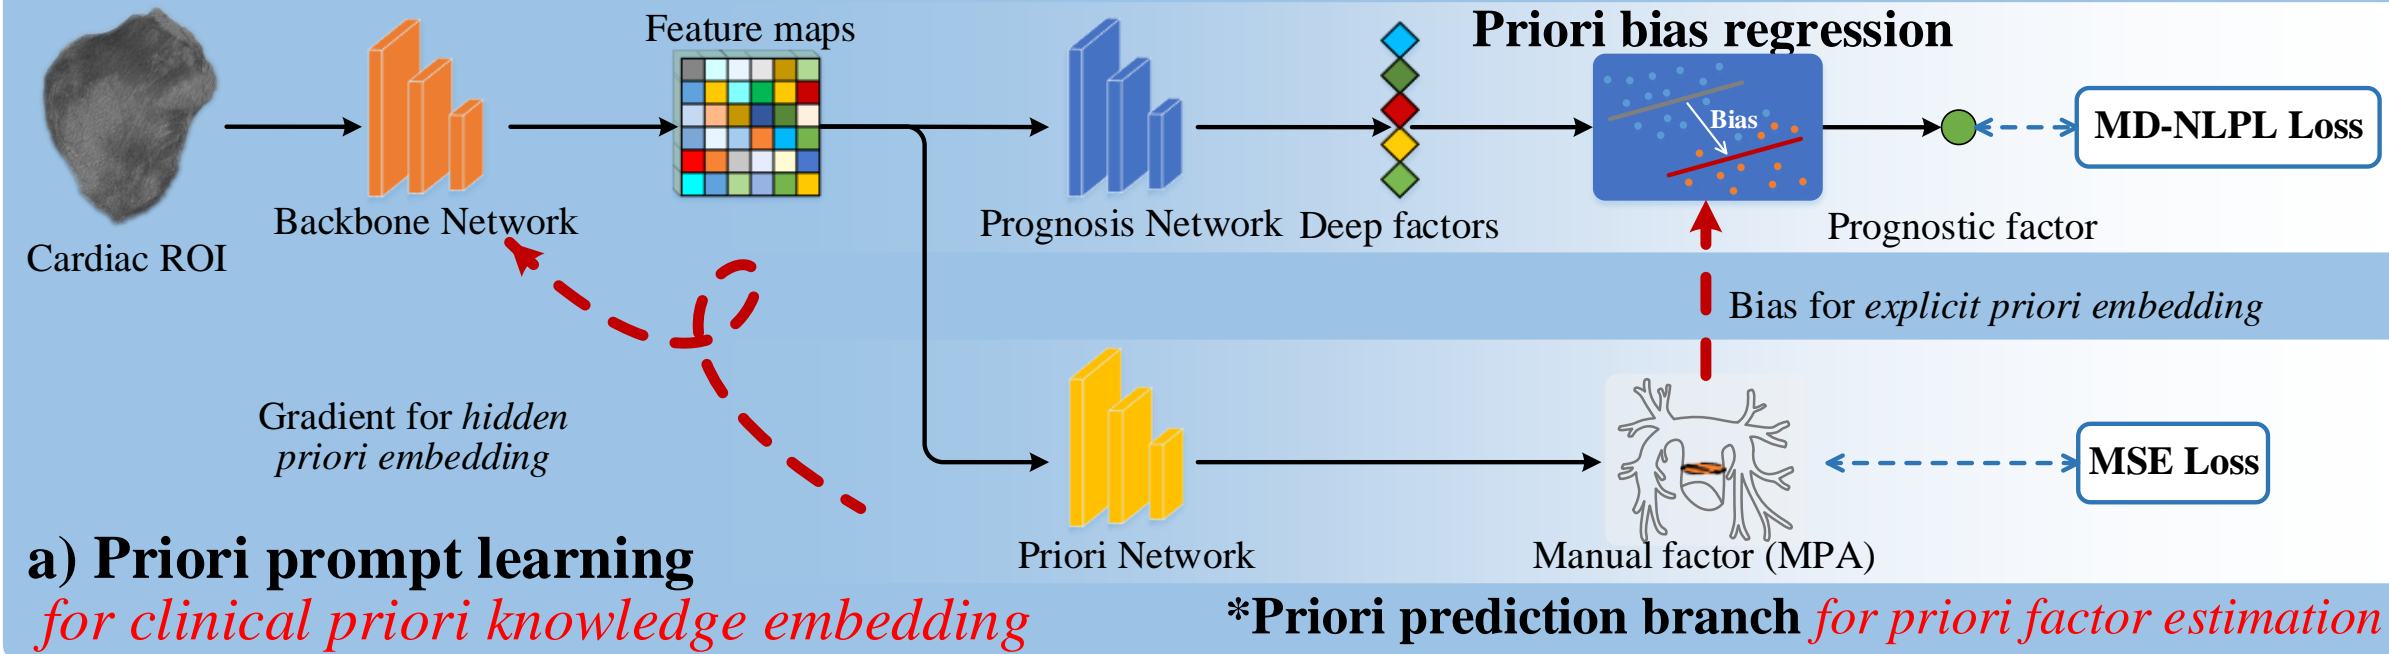 Feature maps
Priori bias regression
Bias
MD-NLPL Loss
Cardiac ROI
Backbone Network
Prognosis Network
Deep factors
Prognostic factor
Bias for explicit priori embedding
Gradient for hidden
priori embedding
MSE Loss
Priori Network
Manual factor (MPA)
a) Priori prompt learning
for clinical priori knowledge embedding
*Priori prediction branch for priori factor estimation